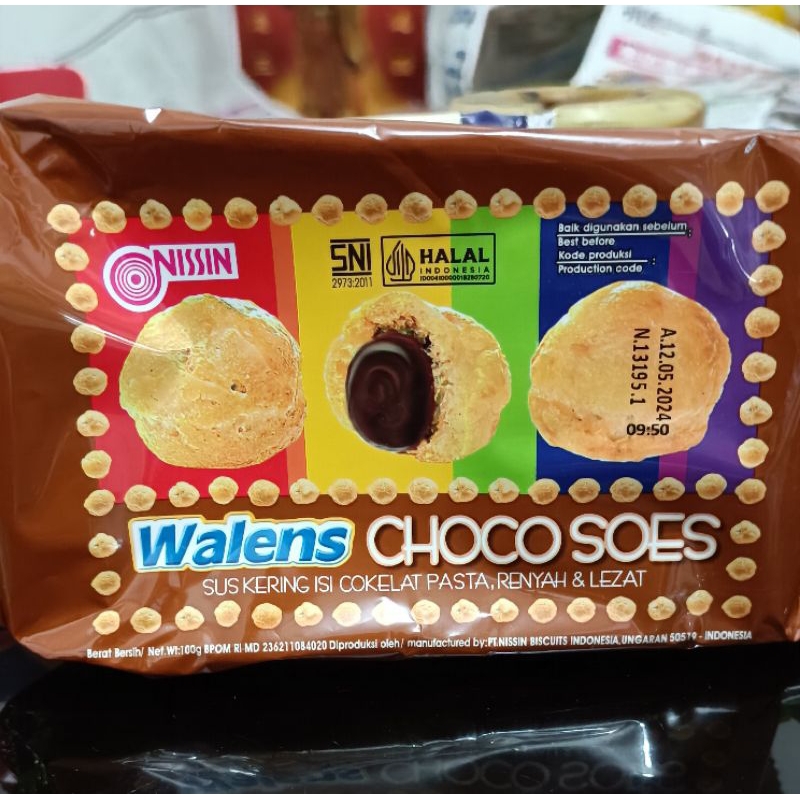 NISSIN
SNI
2973:2011
HALAL
INDONESIA
Baik digunakan sebelum :
Best before
Kode produksi :
Production code
A.12.05.2024
N.13195.1
09:50
Walens CHOCO SOES
SUS KERING ISI COKELAT PASTA, RENYAH & LEZAT
Berat Bersih/ Net.Wt:100g BPOM RI MD 236211084020 Diproduksi oleh/ manufactured by:PT.NISSIN BISCUITS INDONESIA, UNGARAN 50519 - INDONESIA